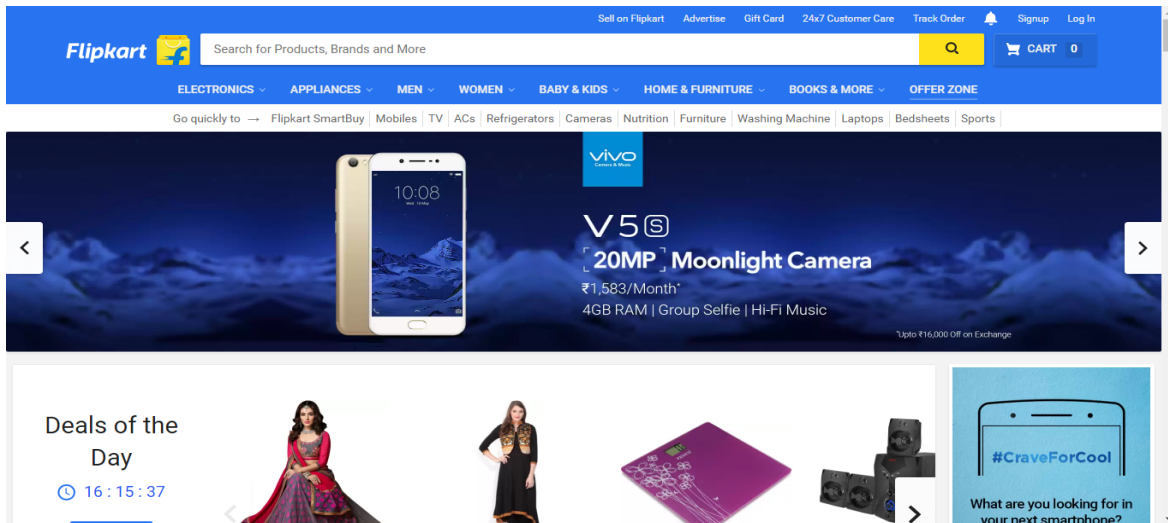 Sell on Flipkart Advertise Gift Card 24x7 Customer Care Track Order Signup Log In
Flipkart
Search for Products, Brands and More
CART 0
ELECTRONICS APPLIANCES MEN WOMEN BABY & KIDS HOME & FURNITURE BOOKS & MORE OFFER ZONE
Go quickly to → Flipkart SmartBuy Mobiles TV ACs Refrigerators Cameras Nutrition Furniture Washing Machine Laptops Bedsheets Sports
vivo
Camera & Music
10:08
V5S
20MP Moonlight Camera
₹1,583/Month*
4GB RAM | Group Selfie | Hi-Fi Music
*Upto ₹16,000 Off on Exchange
Deals of the
Day
16 : 15 : 37
#CraveForCool
What are you looking for in
your next smartphone?